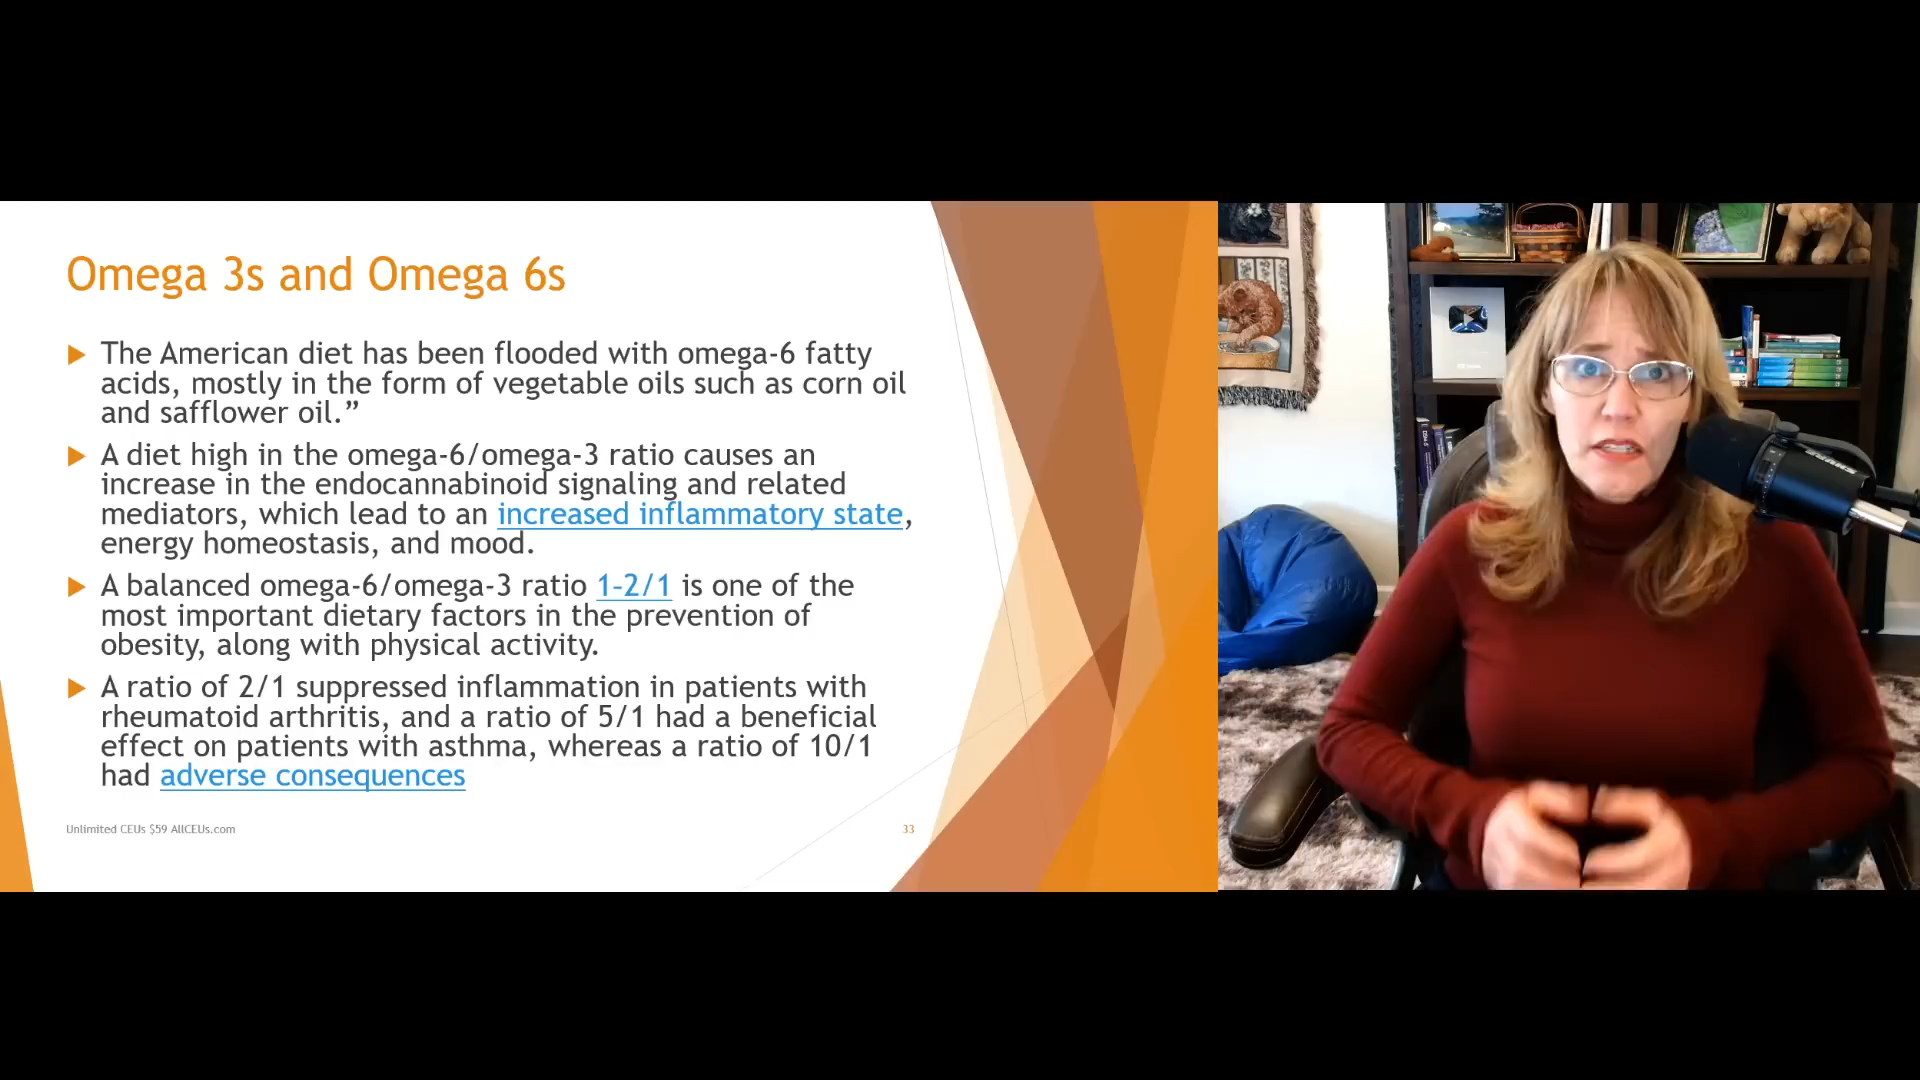 Omega 3s and Omega 6s
The American diet has been flooded with omega-6 fatty
acids, mostly in the form of vegetable oils such as corn oil
and safflower oil.”
A diet high in the omega-6/omega-3 ratio causes an
increase in the endocannabinoid signaling and related
mediators, which lead to an increased inflammatory state,
energy homeostasis, and mood.
A balanced omega-6/omega-3 ratio 1-2/1 is one of the
most important dietary factors in the prevention of
obesity, along with physical activity.
A ratio of 2/1 suppressed inflammation in patients with
rheumatoid arthritis, and a ratio of 5/1 had a beneficial
effect on patients with asthma, whereas a ratio of 10/1
had adverse consequences
Unlimited CEUs $59 AllCEUs.com
33